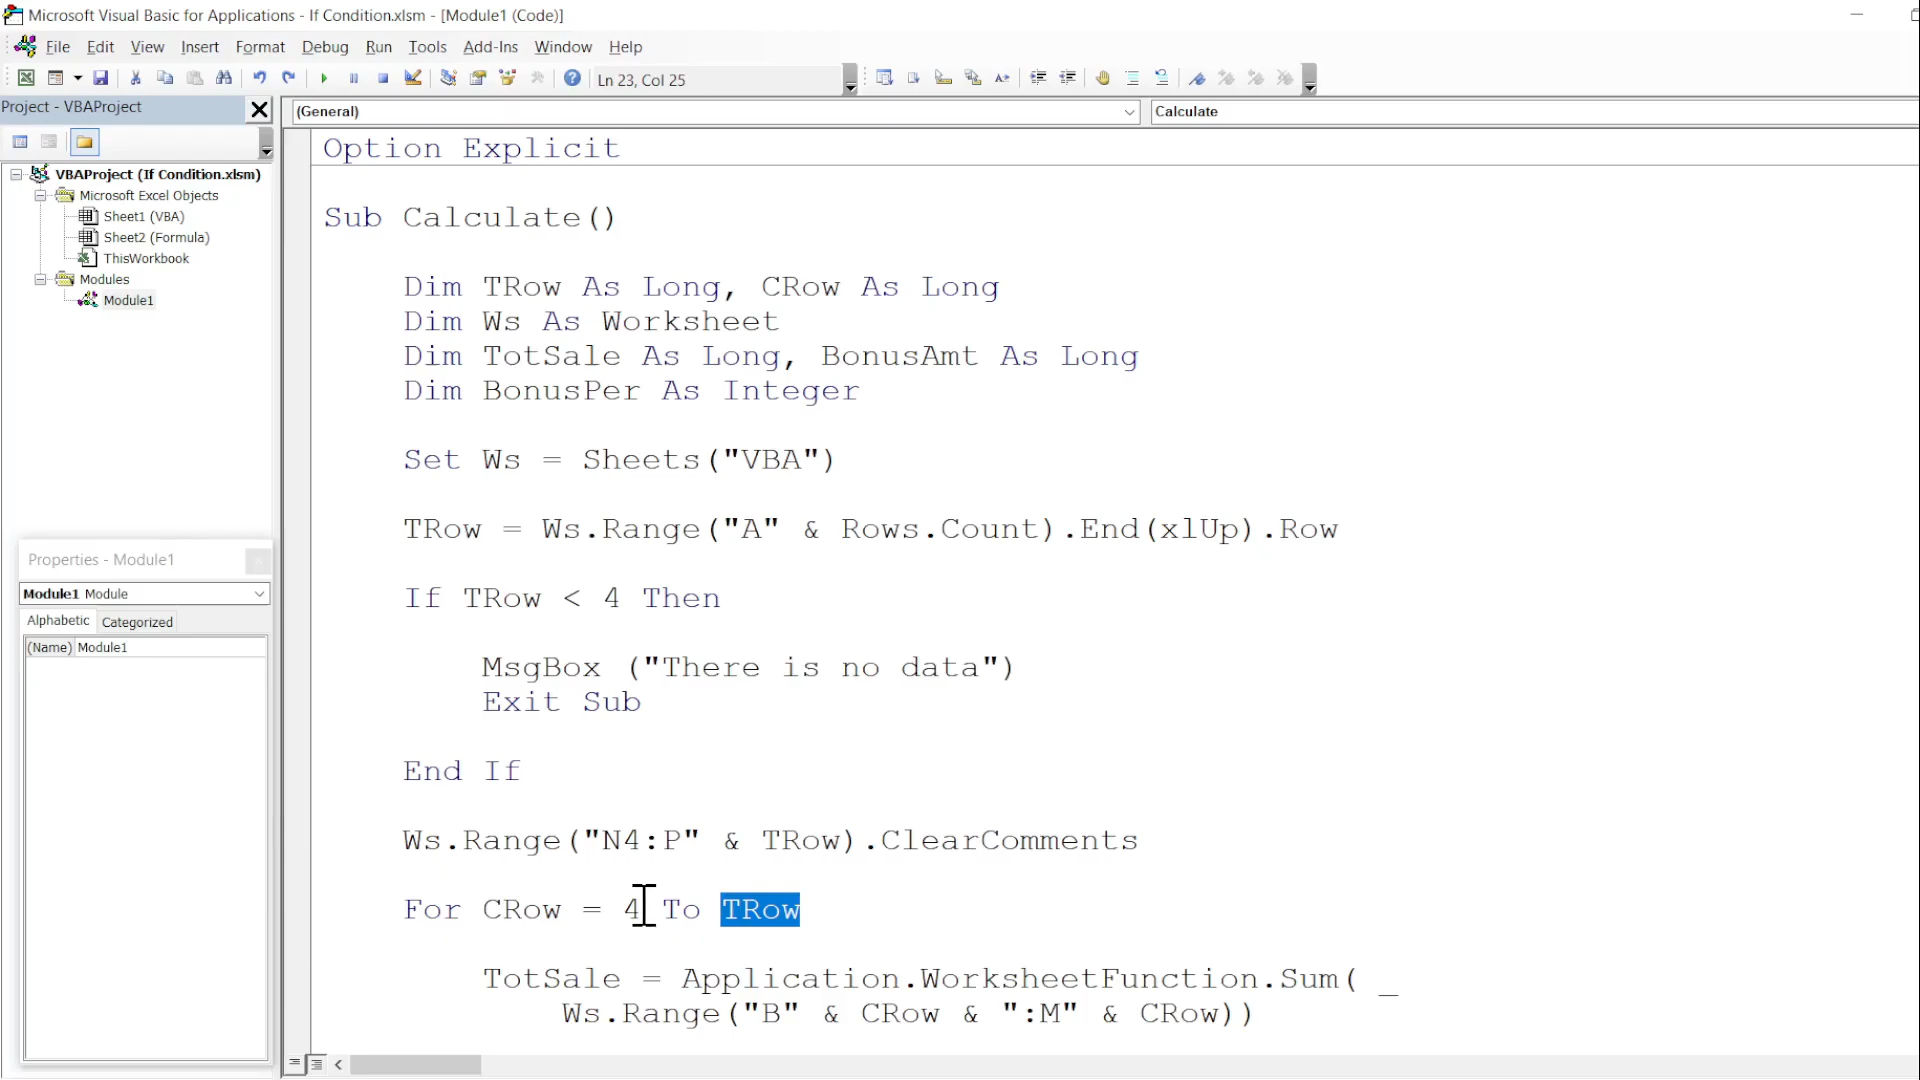 Microsoft Visual Basic for Applications - If Condition.xlsm - [Module1 (Code)]
File Edit View Insert Format Debug Run Tools Add-Ins Window Help
Ln 23, Col 25
Project - VBAProject
(General)
Calculate
VBAProject (If Condition.xlsm)
Microsoft Excel Objects
Sheet1 (VBA)
Sheet2 (Formula)
ThisWorkbook
Modules
Module1
Properties - Module1
Module1 Module
Alphabetic Categorized
(Name) Module1
Option Explicit
Sub Calculate()
Dim TRow As Long, CRow As Long
Dim Ws As Worksheet
Dim TotSale As Long, BonusAmt As Long
Dim BonusPer As Integer
Set Ws = Sheets("VBA")
TRow = Ws.Range("A" & Rows.Count).End(xlUp).Row
If TRow < 4 Then
MsgBox ("There is no data")
Exit Sub
End If
Ws.Range("N4:P" & TRow).ClearComments
For CRow = 4 To TRow
TotSale = Application.WorksheetFunction.Sum( _
Ws.Range("B" & CRow & ":M" & CRow))